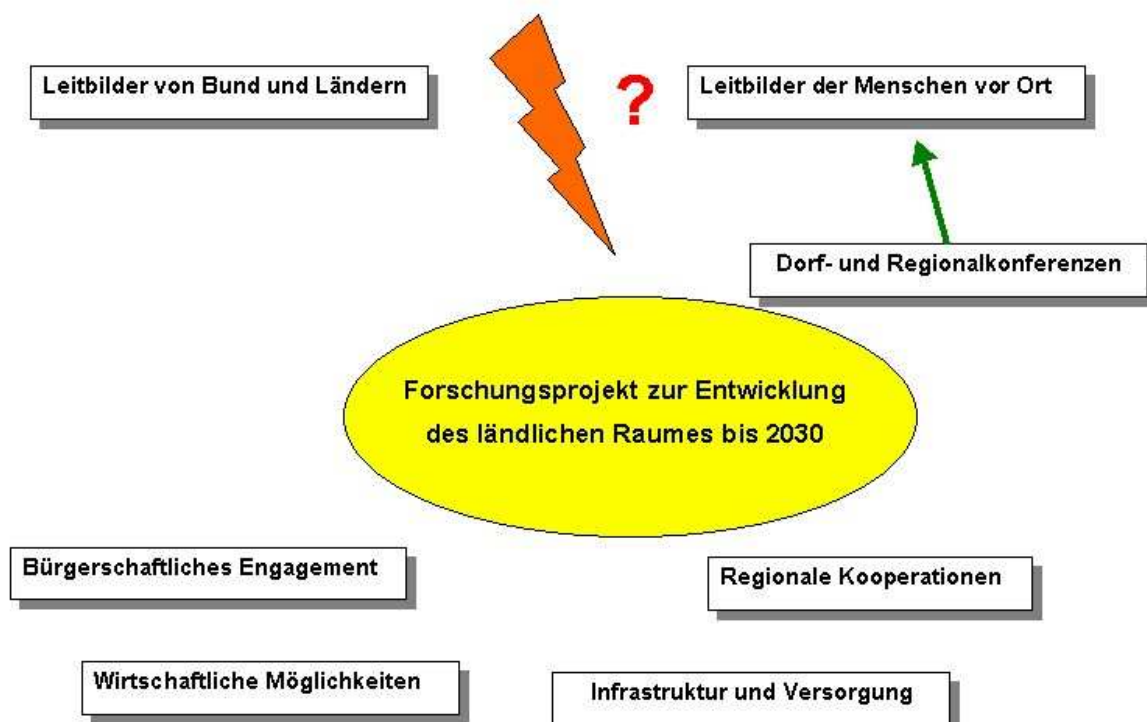 Leitbilder von Bund und Ländern
?
Leitbilder der Menschen vor Ort
Dorf- und Regionalkonferenzen
Forschungsprojekt zur Entwicklung
des ländlichen Raumes bis 2030
Bürgerschaftliches Engagement
Regionale Kooperationen
Wirtschaftliche Möglichkeiten
Infrastruktur und Versorgung